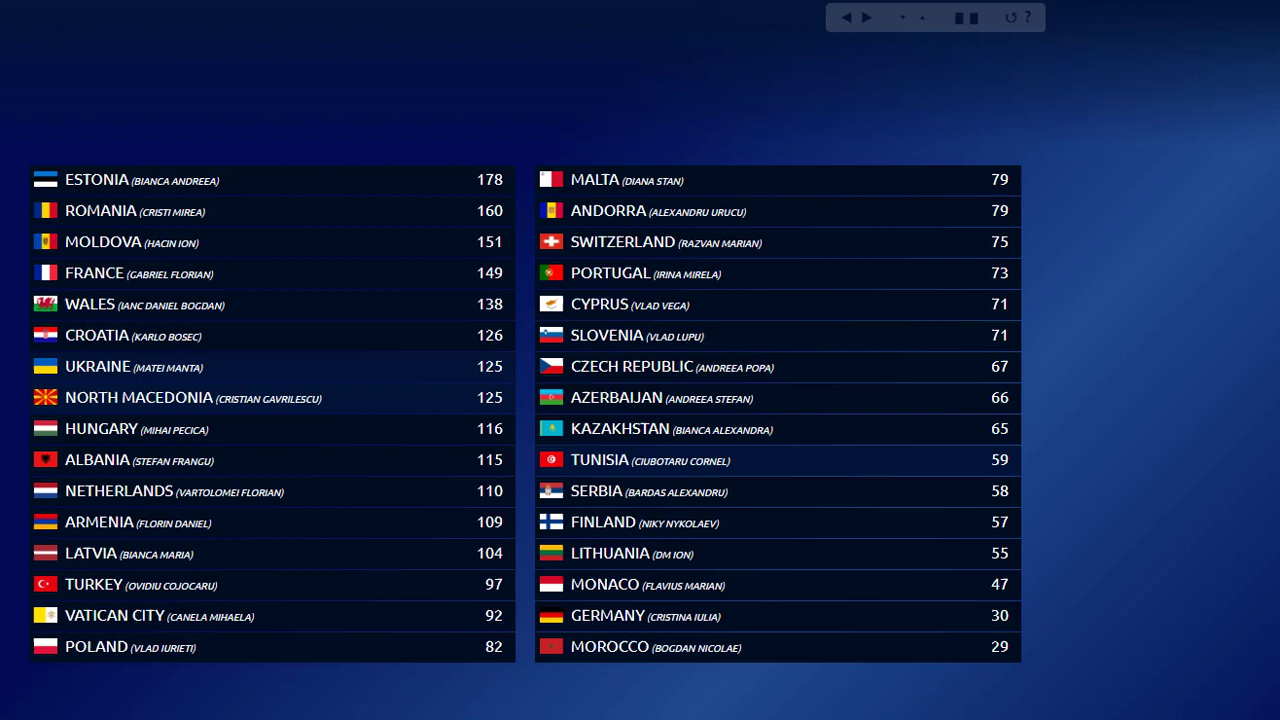 ESTONIA (BIANCA ANDREEA) 178
ROMANIA (CRISTI MIREA) 160
MOLDOVA (HACIN ION) 151
FRANCE (GABRIEL FLORIAN) 149
WALES (IANC DANIEL BOGDAN) 138
CROATIA (KARLO BOSEC) 126
UKRAINE (MATEI MANTA) 125
NORTH MACEDONIA (CRISTIAN GAVRILESCU) 125
HUNGARY (MIHAI PECICA) 116
ALBANIA (STEFAN FRANGU) 115
NETHERLANDS (VARTOLOMEI FLORIAN) 110
ARMENIA (FLORIN DANIEL) 109
LATVIA (BIANCA MARIA) 104
TURKEY (OVIDIU COJOCARU) 97
VATICAN CITY (CANELA MIHAELA) 92
POLAND (VLAD IURIETI) 82
MALTA (DIANA STAN) 79
ANDORRA (ALEXANDRU URUCU) 79
SWITZERLAND (RAZVAN MARIAN) 75
PORTUGAL (IRINA MIRELA) 73
CYPRUS (VLAD VEGA) 71
SLOVENIA (VLAD LUPU) 71
CZECH REPUBLIC (ANDREEA POPA) 67
AZERBAIJAN (ANDREEA STEFAN) 66
KAZAKHSTAN (BIANCA ALEXANDRA) 65
TUNISIA (CIUBOTARU CORNEL) 59
SERBIA (BARDAS ALEXANDRU) 58
FINLAND (NIKY NYKOLAEV) 57
LITHUANIA (DM ION) 55
MONACO (FLAVIUS MARIAN) 47
GERMANY (CRISTINA IULIA) 30
MOROCCO (BOGDAN NICOLAE) 29